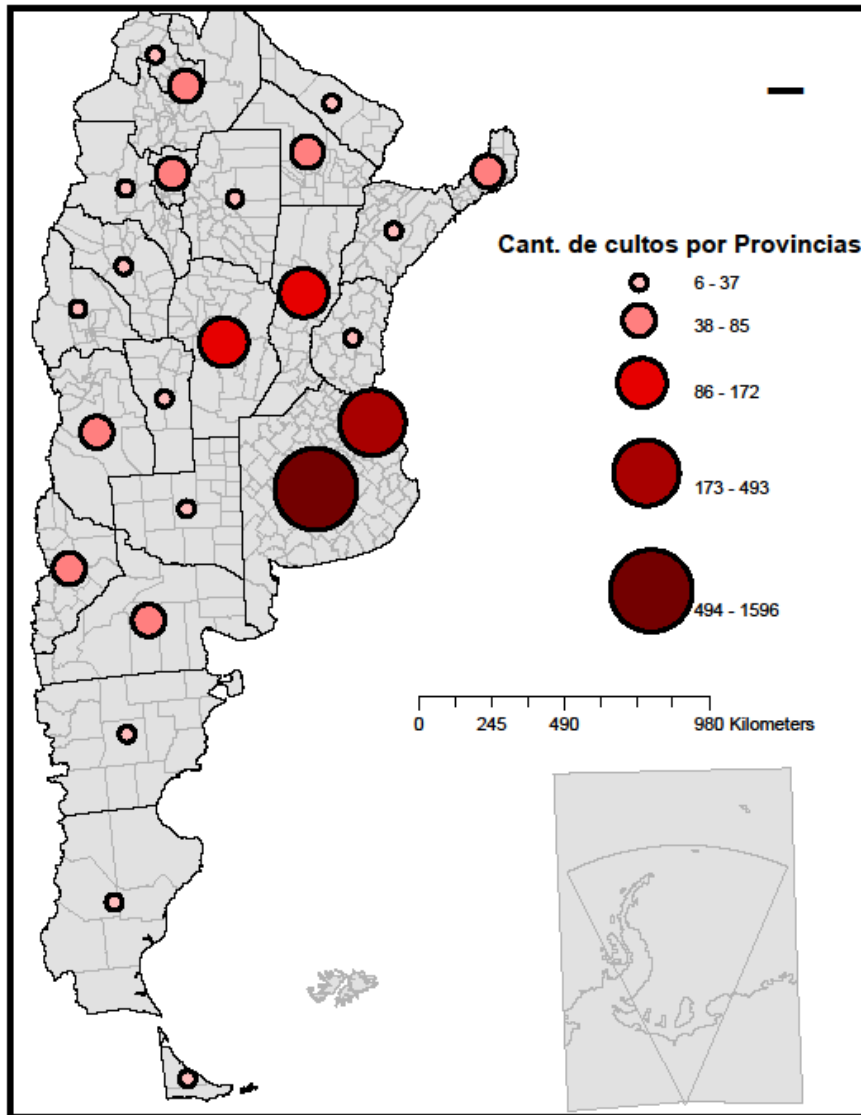 Cant. de cultos por Provincias
6 - 37
38 - 85
86 - 172
173 - 493
494 - 1596
0 245 490 980 Kilometers